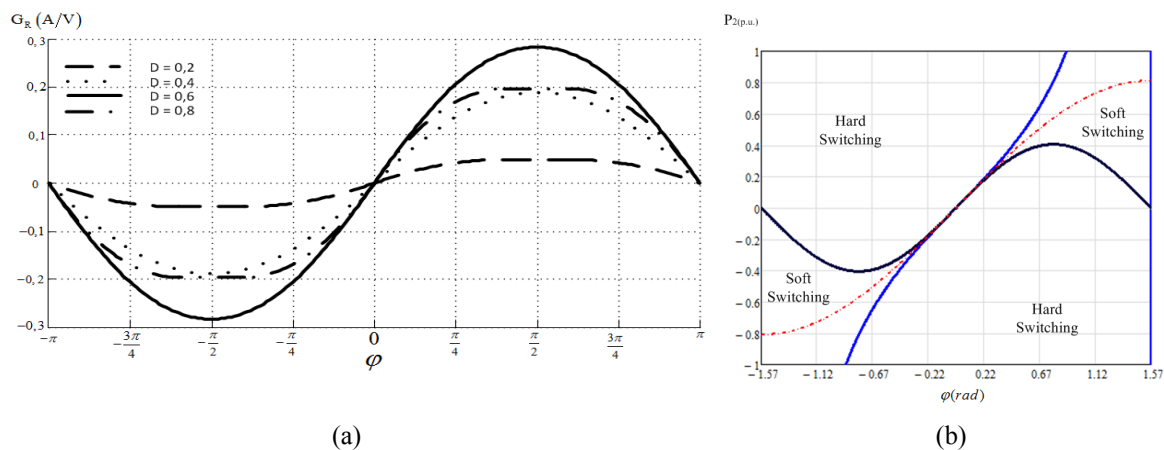 G_R (A/V)
0,3
0,2
0,1
0
−0,1
−0,2
−0,3
D = 0,2
D = 0,4
D = 0,6
D = 0,8
−π
−3π/4
−π/2
−π/4
0
π/4
π/2
3π/4
π
φ
(a)
P₂(p.u.)
1
0.8
0.6
0.4
0.2
0
−0.2
−0.4
−0.6
−0.8
−1
Hard
Switching
Soft
Switching
Soft
Switching
Hard
Switching
−1.57
−1.12
−0.67
−0.22
0.22
0.67
1.12
1.57
φ(rad)
(b)